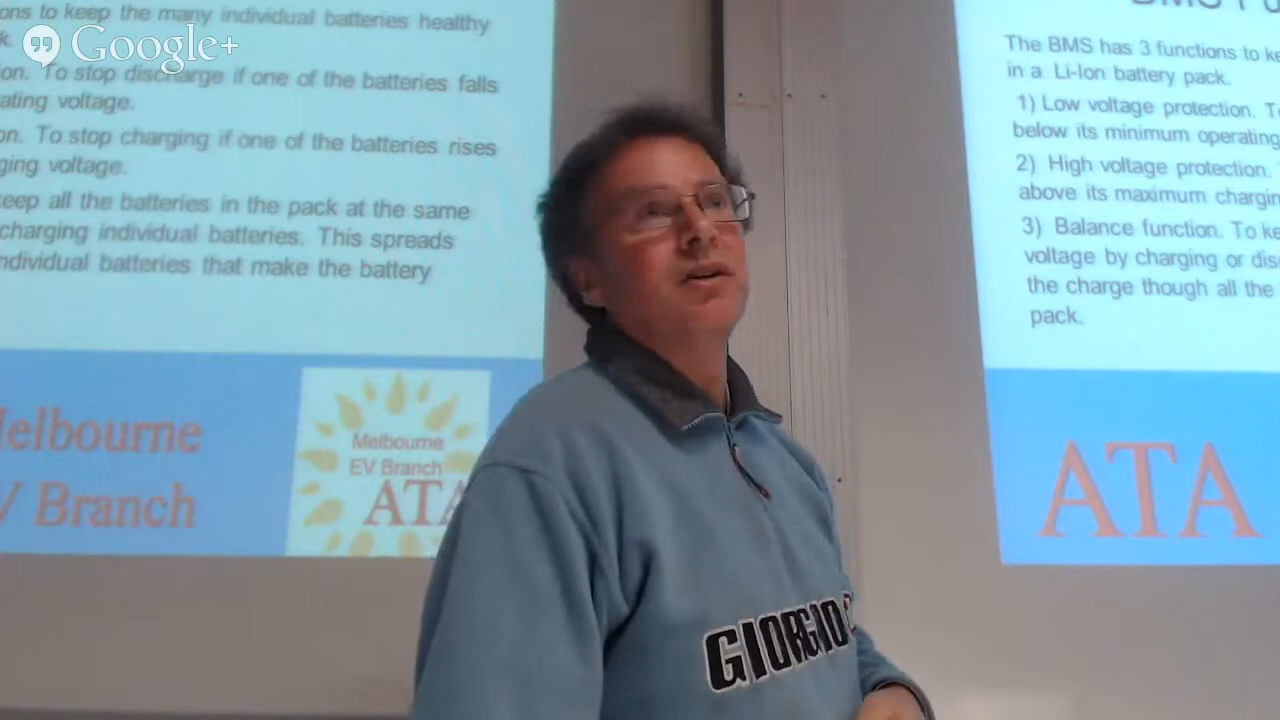 Google+
ons to keep the many individual batteries healthy
k.
ion. To stop discharge if one of the batteries falls
ating voltage.
on. To stop charging if one of the batteries rises
ging voltage.
eep all the batteries in the pack at the same
charging individual batteries. This spreads
ndividual batteries that make the battery
elbourne
V Branch
Melbourne
EV Branch
ATA
The BMS has 3 functions to ke
in a Li-Ion battery pack.
1) Low voltage protection. T
below its minimum operating
2) High voltage protection.
above its maximum chargin
3) Balance function. To ke
voltage by charging or dis
the charge though all the
pack.
ATA
GIORGIO